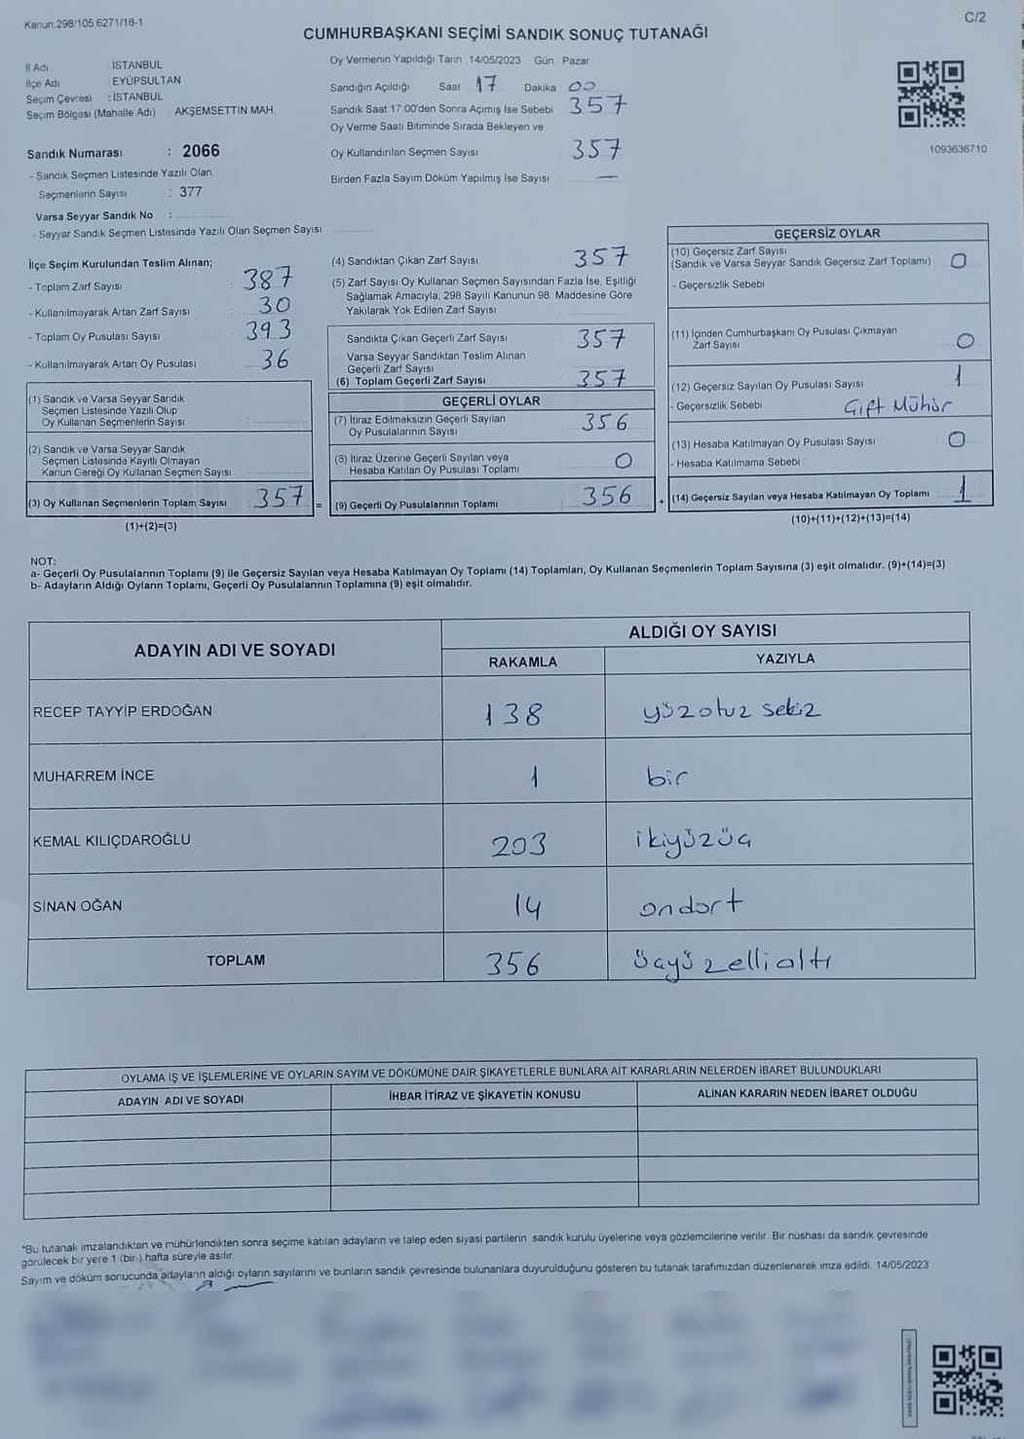 Kanun:298/105 6271/18-1
C/2
CUMHURBAŞKANI SEÇİMİ SANDIK SONUÇ TUTANAĞI
İl Adı İSTANBUL
İlçe Adı EYÜPSULTAN
Seçim Çevresi : İSTANBUL
Seçim Bölgesi (Mahalle Adı) AKŞEMSETTİN MAH.
Sandık Numarası : 2066
- Sandık Seçmen Listesinde Yazılı Olan
Seçmenlerin Sayısı : 377
Varsa Seyyar Sandık No :
- Seyyar Sandık Seçmen Listesinde Yazılı Olan Seçmen Sayısı
Oy Vermenin Yapıldığı Tarih 14/05/2023 Gün Pazar
Sandığın Açıldığı Saat 17 Dakika 00
Sandık Saat 17:00'den Sonra Açımış İse Sebebi 357
Oy Verme Saati Bitiminde Sırada Bekleyen ve
Oy Kullandırılan Seçmen Sayısı 357
Birden Fazla Sayım Döküm Yapılmış İse Sayısı —
1093636710
İlçe Seçim Kurulundan Teslim Alınan;
- Toplam Zarf Sayısı : 387
- Kullanılmayarak Artan Zarf Sayısı : 30
- Toplam Oy Pusulası Sayısı : 393
- Kullanılmayarak Artan Oy Pusulası : 36
(1) Sandık ve Varsa Seyyar Sandık
Seçmen Listesinde Yazılı Olup
Oy Kullanan Seçmenlerin Sayısı
(2) Sandık ve Varsa Seyyar Sandık
Seçmen Listesinde Kayıtlı Olmayan
Kanun Gereği Oy Kullanan Seçmen Sayısı
(3) Oy Kullanan Seçmenlerin Toplam Sayısı 357 =
(1)+(2)=(3)
(4) Sandıktan Çıkan Zarf Sayısı 357
(5) Zarf Sayısı Oy Kullanan Seçmen Sayısından Fazla İse, Eşitliği
Sağlamak Amacıyla, 298 Sayılı Kanunun 98. Maddesine Göre
Yakılarak Yok Edilen Zarf Sayısı
Sandıkta Çıkan Geçerli Zarf Sayısı 357
Varsa Seyyar Sandıktan Teslim Alınan
Geçerli Zarf Sayısı
(6) Toplam Geçerli Zarf Sayısı 357
GEÇERLİ OYLAR
(7) İtiraz Edilmeksizin Geçerli Sayılan
Oy Pusulalarının Sayısı 356
(8) İtiraz Üzerine Geçerli Sayılan veya
Hesaba Katılan Oy Pusulası Toplamı 0
(9) Geçerli Oy Pusulalarının Toplamı 356 +
GEÇERSİZ OYLAR
(10) Geçersiz Zarf Sayısı
(Sandık ve Varsa Seyyar Sandık Geçersiz Zarf Toplamı) 0
- Geçersizlik Sebebi
(11) İçinden Cumhurbaşkanı Oy Pusulası Çıkmayan
Zarf Sayısı 0
(12) Geçersiz Sayılan Oy Pusulası Sayısı 1
- Geçersizlik Sebebi Çift Mühür
(13) Hesaba Katılmayan Oy Pusulası Sayısı 0
- Hesaba Katılmama Sebebi
(14) Geçersiz Sayılan veya Hesaba Katılmayan Oy Toplamı 1
(10)+(11)+(12)+(13)=(14)
NOT:
a- Geçerli Oy Pusulalarının Toplamı (9) ile Geçersiz Sayılan veya Hesaba Katılmayan Oy Toplamı (14) Toplamları, Oy Kullanan Seçmenlerin Toplam Sayısına (3) eşit olmalıdır. (9)+(14)=(3)
b- Adayların Aldığı Oyların Toplamı, Geçerli Oy Pusulalarının Toplamına (9) eşit olmalıdır.
ADAYIN ADI VE SOYADI ALDIĞI OY SAYISI
RAKAMLA YAZIYLA
RECEP TAYYİP ERDOĞAN 138 yüzotuz sekiz
MUHARREM İNCE 1 bir
KEMAL KILIÇDAROĞLU 203 ikiyüzüç
SİNAN OĞAN 14 ondört
TOPLAM 356 üçyüzellialtı
OYLAMA İŞ VE İŞLEMLERİNE VE OYLARIN SAYIM VE DÖKÜMÜNE DAİR ŞİKAYETLERLE BUNLARA AİT KARARLARIN NELERDEN İBARET BULUNDUKLARI
ADAYIN ADI VE SOYADI İHBAR İTİRAZ VE ŞİKAYETİN KONUSU ALINAN KARARIN NEDEN İBARET OLDUĞU
*Bu tutanak imzalandıktan ve mühürlendikten sonra seçime katılan adayların ve talep eden siyasi partilerin sandık kurulu üyelerine veya gözlemcilerine verilir. Bir nüshası da sandık çevresinde
görülecek bir yere 1 (bir ) hafta süreyle asılır.
Sayım ve döküm sonucunda adayların aldığı oyların sayılarını ve bunların sandık çevresinde bulunanlara duyurulduğunu gösteren bu tutanak tarafımızdan düzenlenerek imza edildi. 14/05/2023